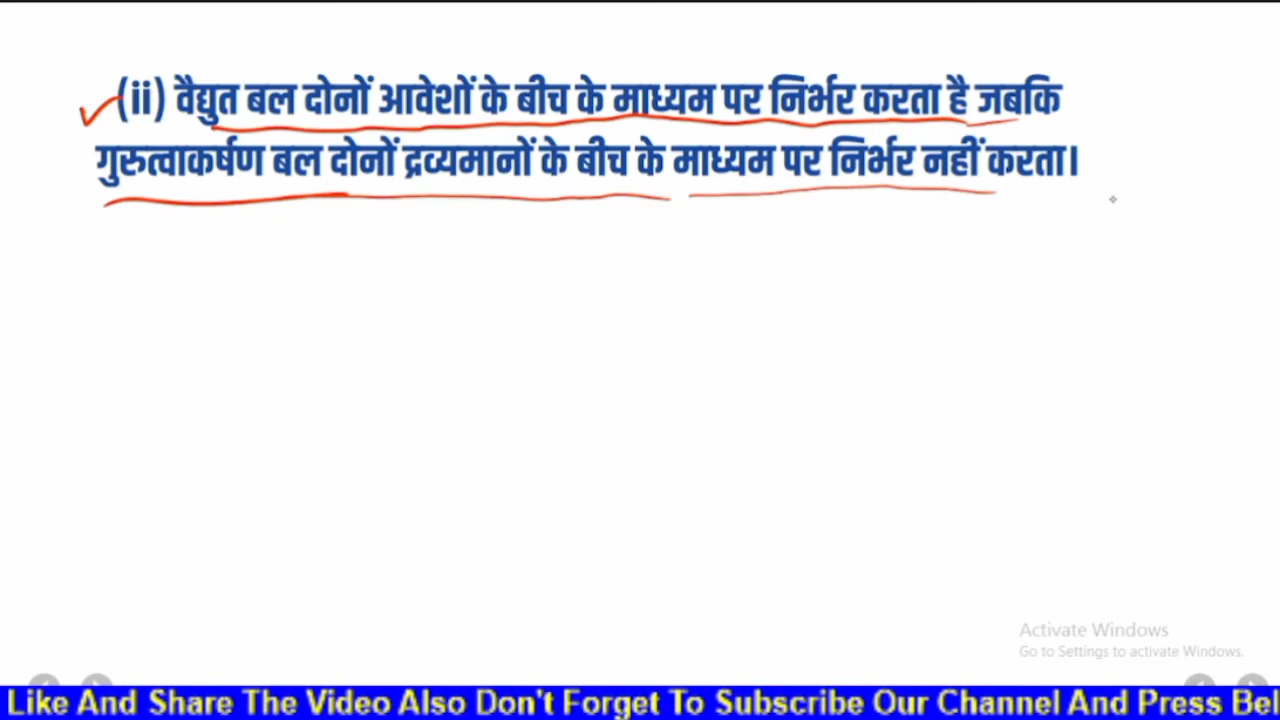 (ii) वैद्युत बल दोनों आवेशों के बीच के माध्यम पर निर्भर करता है जबकि
गुरुत्वाकर्षण बल दोनों द्रव्यमानों के बीच के माध्यम पर निर्भर नहीं करता।
Activate Windows
Go to Settings to activate Windows.
Like And Share The Video Also Don't Forget To Subscribe Our Channel And Press Bel